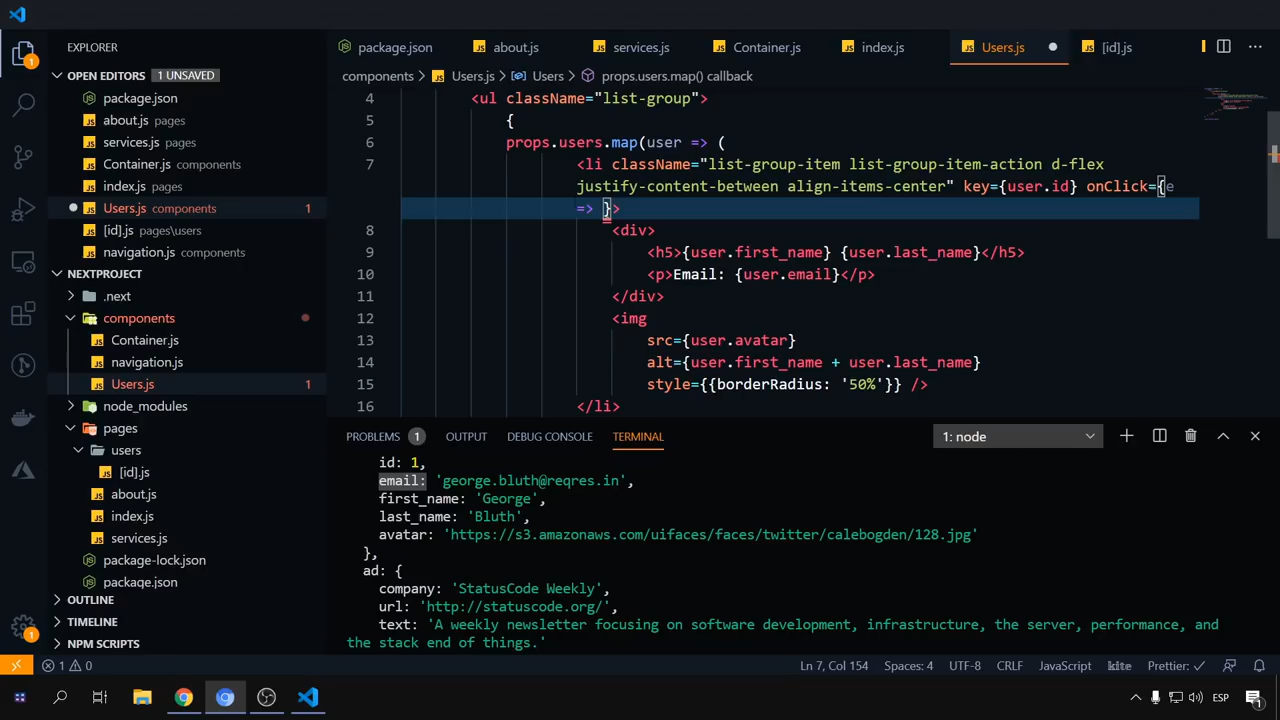 EXPLORER
OPEN EDITORS 1 UNSAVED
package.json
about.js pages
services.js pages
Container.js components
index.js pages
Users.js components 1
[id].js pages\users
navigation.js components
NEXTPROJECT
.next
components
Container.js
navigation.js
Users.js 1
node_modules
pages
users
[id].js
about.js
index.js
services.js
package-lock.json
package.json
OUTLINE
TIMELINE
NPM SCRIPTS
package.json about.js services.js Container.js index.js Users.js [id].js
components > Users.js > Users > props.users.map() callback
4 <ul className="list-group">
5 {
6 props.users.map(user => (
7 <li className="list-group-item list-group-item-action d-flex
justify-content-between align-items-center" key={user.id} onClick={e
=> }>
8 <div>
9 <h5>{user.first_name} {user.last_name}</h5>
10 <p>Email: {user.email}</p>
11 </div>
12 <img
13 src={user.avatar}
14 alt={user.first_name + user.last_name}
15 style={{borderRadius: '50%'}} />
16 </li>
PROBLEMS 1 OUTPUT DEBUG CONSOLE TERMINAL 1: node
id: 1,
email: 'george.bluth@reqres.in',
first_name: 'George',
last_name: 'Bluth',
avatar: 'https://s3.amazonaws.com/uifaces/faces/twitter/calebogden/128.jpg'
},
ad: {
company: 'StatusCode Weekly',
url: 'http://statuscode.org/',
text: 'A weekly newsletter focusing on software development, infrastructure, the server, performance, and
the stack end of things.'
1 0 Ln 7, Col 154 Spaces: 4 UTF-8 CRLF JavaScript kite Prettier: ✓
ESP 1